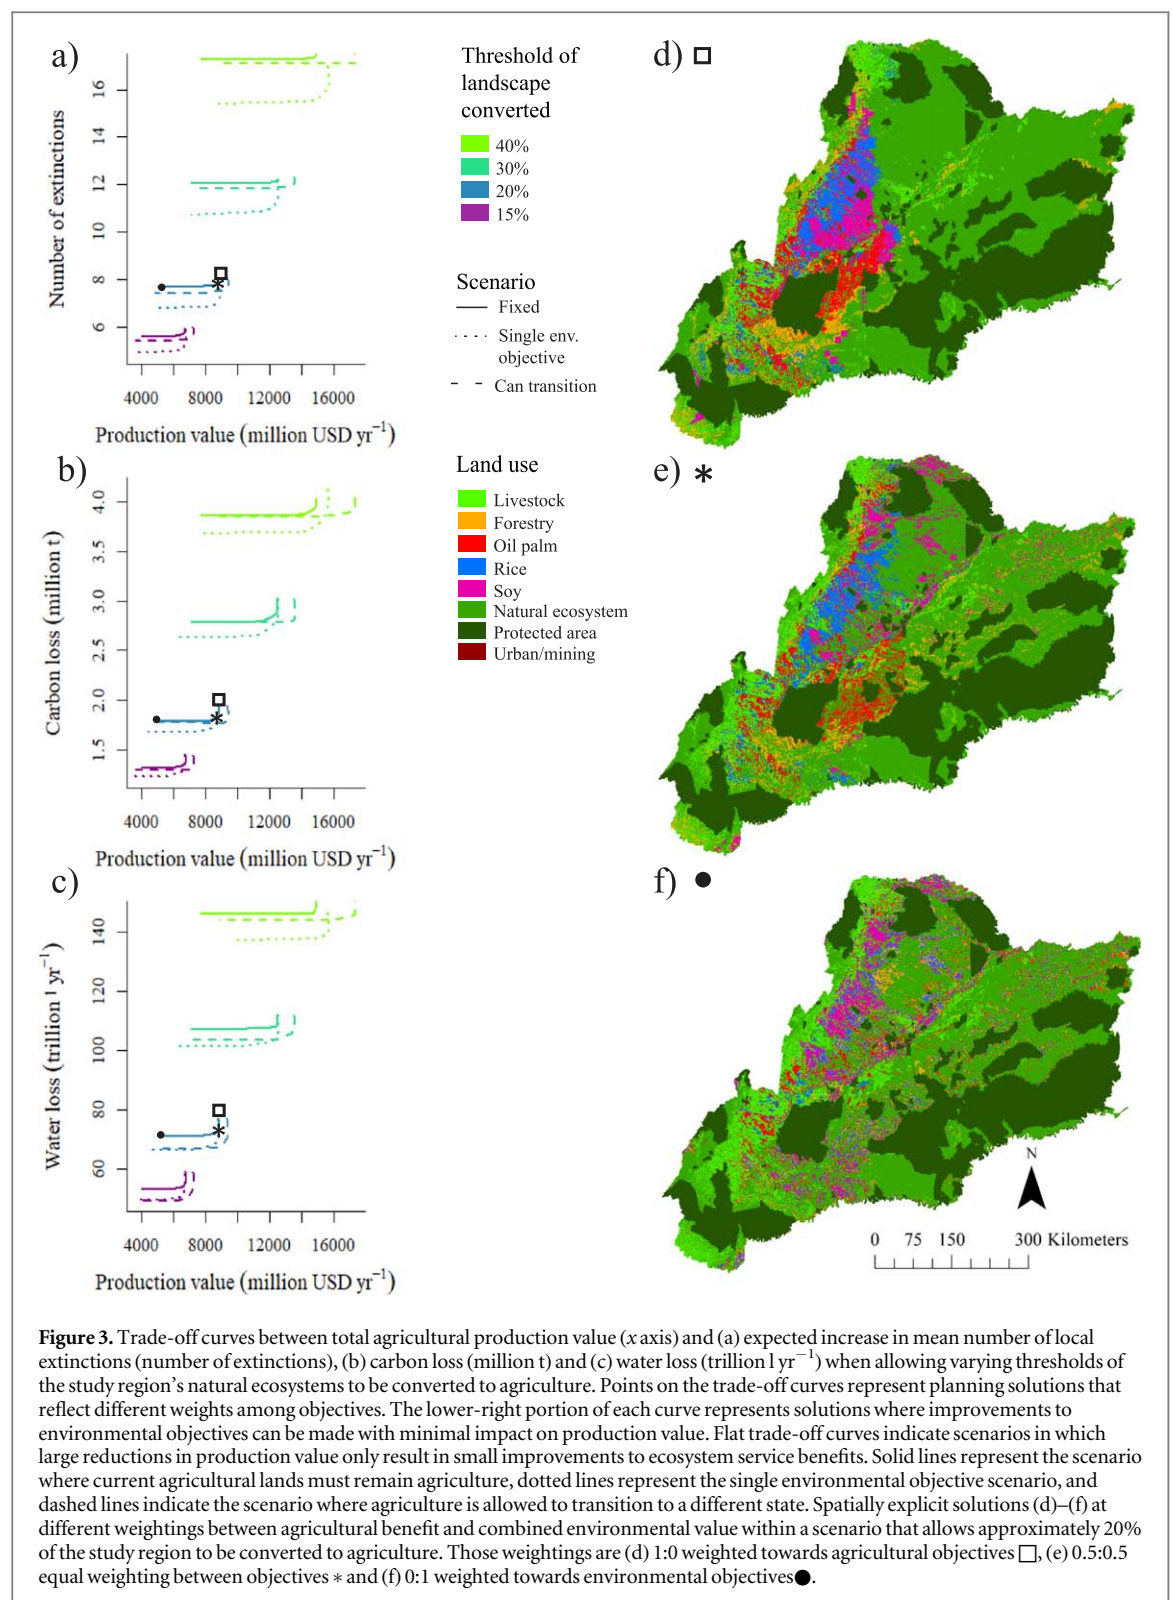 a)
Number of extinctions
16
14
12
10
8
6
4000 8000 12000 16000
Production value (million USD yr−1)
Threshold of
landscape
converted
40%
30%
20%
15%
Scenario
Fixed
Single env.
objective
Can transition
b)
Carbon loss (million t)
4.0
3.5
3.0
2.5
2.0
1.5
4000 8000 12000 16000
Production value (million USD yr−1)
Land use
Livestock
Forestry
Oil palm
Rice
Soy
Natural ecosystem
Protected area
Urban/mining
c)
Water loss (trillion l yr−1)
140
120
100
80
60
4000 8000 12000 16000
Production value (million USD yr−1)
d) □
e) *
f) ●
N
0 75 150 300 Kilometers
Figure 3. Trade-off curves between total agricultural production value (x axis) and (a) expected increase in mean number of local
extinctions (number of extinctions), (b) carbon loss (million t) and (c) water loss (trillion l yr−1) when allowing varying thresholds of
the study region's natural ecosystems to be converted to agriculture. Points on the trade-off curves represent planning solutions that
reflect different weights among objectives. The lower-right portion of each curve represents solutions where improvements to
environmental objectives can be made with minimal impact on production value. Flat trade-off curves indicate scenarios in which
large reductions in production value only result in small improvements to ecosystem service benefits. Solid lines represent the scenario
where current agricultural lands must remain agriculture, dotted lines represent the single environmental objective scenario, and
dashed lines indicate the scenario where agriculture is allowed to transition to a different state. Spatially explicit solutions (d)–(f) at
different weightings between agricultural benefit and combined environmental value within a scenario that allows approximately 20%
of the study region to be converted to agriculture. Those weightings are (d) 1:0 weighted towards agricultural objectives □, (e) 0.5:0.5
equal weighting between objectives * and (f) 0:1 weighted towards environmental objectives●.